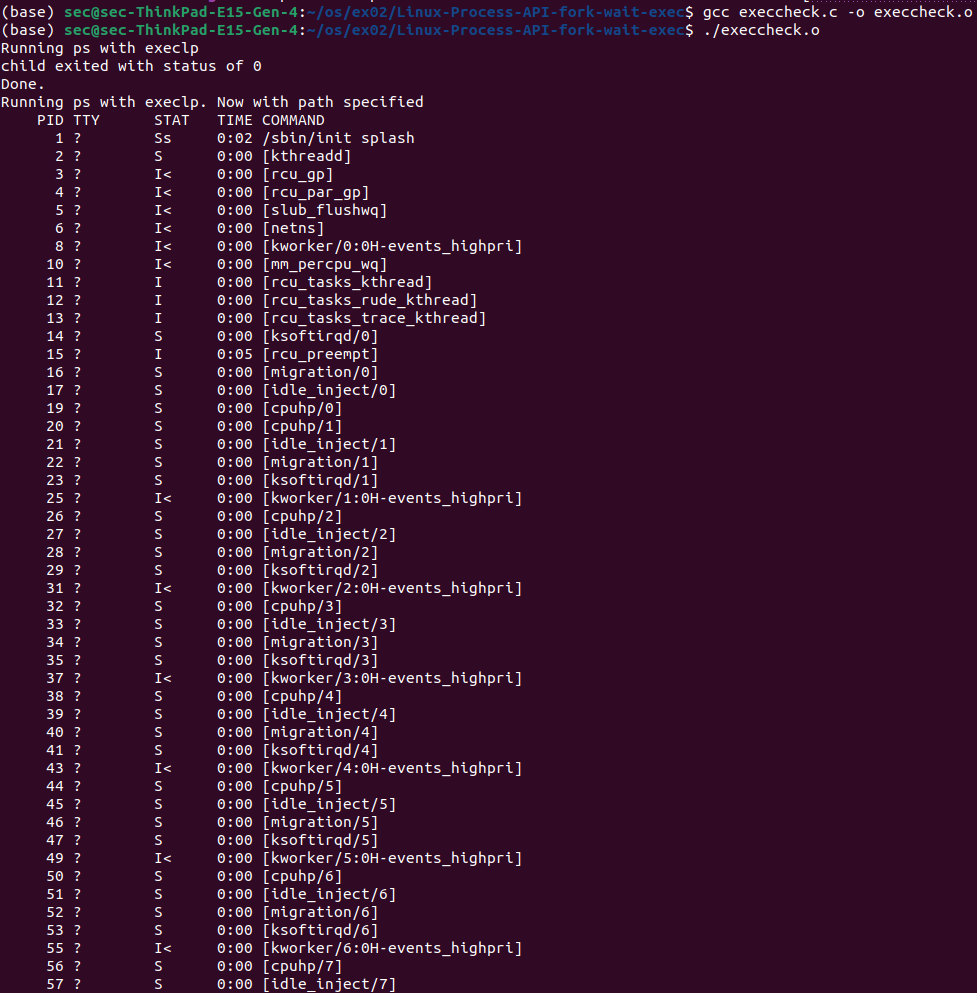 (base) sec@sec-ThinkPad-E15-Gen-4:~/os/ex02/Linux-Process-API-fork-wait-exec$ gcc execcheck.c -o execcheck.o
(base) sec@sec-ThinkPad-E15-Gen-4:~/os/ex02/Linux-Process-API-fork-wait-exec$ ./execcheck.o
Running ps with execlp
child exited with status of 0
Done.
Running ps with execlp. Now with path specified
    PID TTY      STAT   TIME COMMAND
      1 ?        Ss     0:02 /sbin/init splash
      2 ?        S      0:00 [kthreadd]
      3 ?        I<     0:00 [rcu_gp]
      4 ?        I<     0:00 [rcu_par_gp]
      5 ?        I<     0:00 [slub_flushwq]
      6 ?        I<     0:00 [netns]
      8 ?        I<     0:00 [kworker/0:0H-events_highpri]
     10 ?        I<     0:00 [mm_percpu_wq]
     11 ?        I      0:00 [rcu_tasks_kthread]
     12 ?        I      0:00 [rcu_tasks_rude_kthread]
     13 ?        I      0:00 [rcu_tasks_trace_kthread]
     14 ?        S      0:00 [ksoftirqd/0]
     15 ?        I      0:05 [rcu_preempt]
     16 ?        S      0:00 [migration/0]
     17 ?        S      0:00 [idle_inject/0]
     19 ?        S      0:00 [cpuhp/0]
     20 ?        S      0:00 [cpuhp/1]
     21 ?        S      0:00 [idle_inject/1]
     22 ?        S      0:00 [migration/1]
     23 ?        S      0:00 [ksoftirqd/1]
     25 ?        I<     0:00 [kworker/1:0H-events_highpri]
     26 ?        S      0:00 [cpuhp/2]
     27 ?        S      0:00 [idle_inject/2]
     28 ?        S      0:00 [migration/2]
     29 ?        S      0:00 [ksoftirqd/2]
     31 ?        I<     0:00 [kworker/2:0H-events_highpri]
     32 ?        S      0:00 [cpuhp/3]
     33 ?        S      0:00 [idle_inject/3]
     34 ?        S      0:00 [migration/3]
     35 ?        S      0:00 [ksoftirqd/3]
     37 ?        I<     0:00 [kworker/3:0H-events_highpri]
     38 ?        S      0:00 [cpuhp/4]
     39 ?        S      0:00 [idle_inject/4]
     40 ?        S      0:00 [migration/4]
     41 ?        S      0:00 [ksoftirqd/4]
     43 ?        I<     0:00 [kworker/4:0H-events_highpri]
     44 ?        S      0:00 [cpuhp/5]
     45 ?        S      0:00 [idle_inject/5]
     46 ?        S      0:00 [migration/5]
     47 ?        S      0:00 [ksoftirqd/5]
     49 ?        I<     0:00 [kworker/5:0H-events_highpri]
     50 ?        S      0:00 [cpuhp/6]
     51 ?        S      0:00 [idle_inject/6]
     52 ?        S      0:00 [migration/6]
     53 ?        S      0:00 [ksoftirqd/6]
     55 ?        I<     0:00 [kworker/6:0H-events_highpri]
     56 ?        S      0:00 [cpuhp/7]
     57 ?        S      0:00 [idle_inject/7]